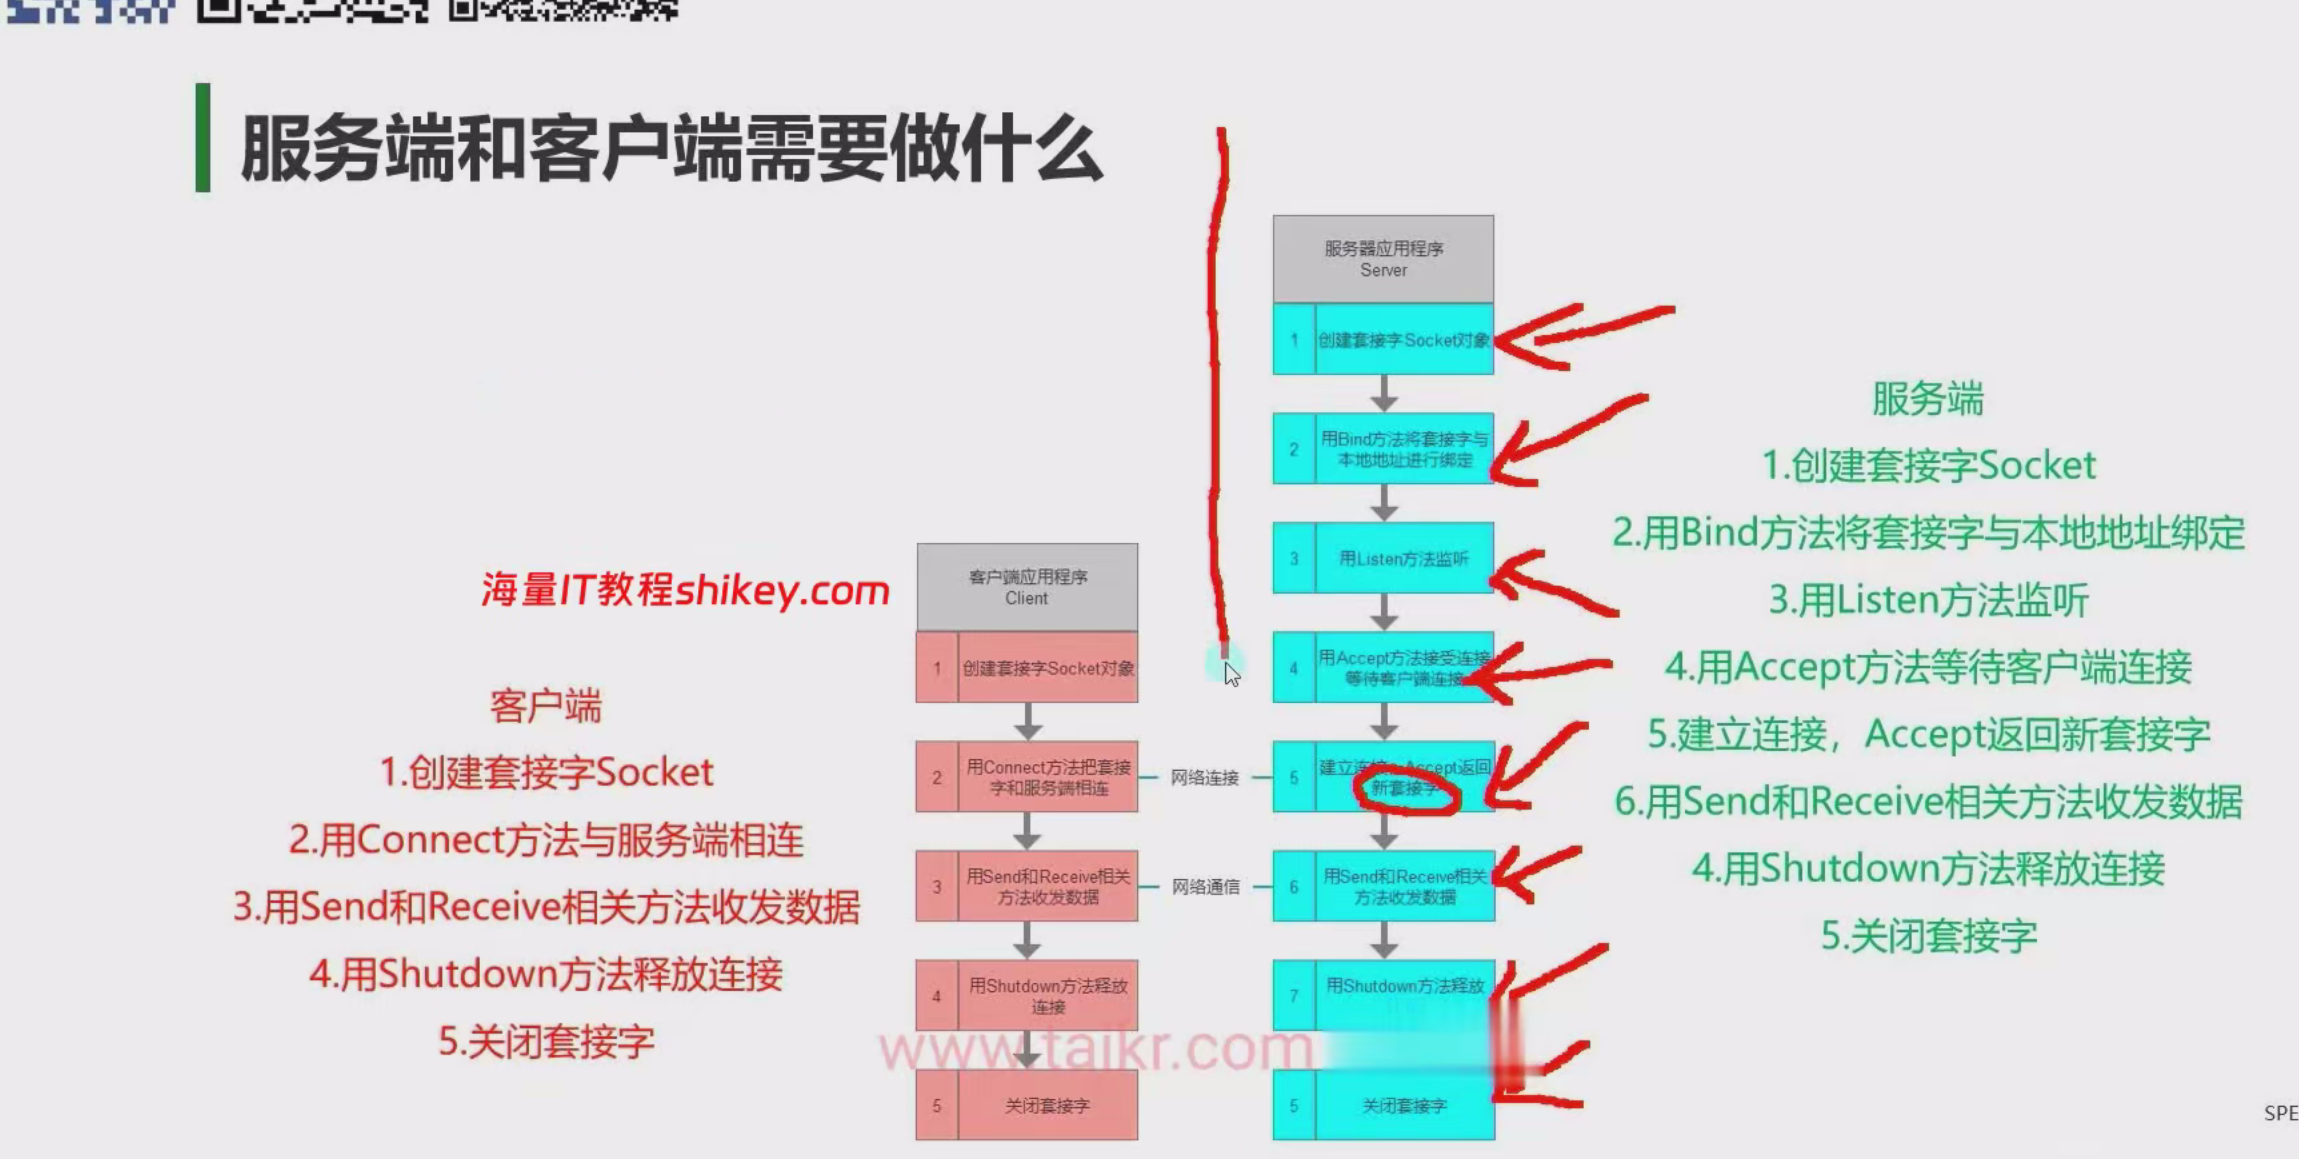 服务端和客户端需要做什么
服务器应用程序
Server
1 创建套接字Socket对象
2 用Bind方法将套接字与
本地地址进行绑定
3 用Listen方法监听
4 用Accept方法接受连接
等待客户端连接
5 建立连接，Accept返回
新套接字
6 用Send和Receive相关
方法收发数据
7 用Shutdown方法释放
5 关闭套接字
网络连接
网络通信
客户端应用程序
Client
1 创建套接字Socket对象
2 用Connect方法把套接
字和服务端相连
3 用Send和Receive相关
方法收发数据
4 用Shutdown方法释放
连接
5 关闭套接字
海量IT教程shikey.com
客户端
1.创建套接字Socket
2.用Connect方法与服务端相连
3.用Send和Receive相关方法收发数据
4.用Shutdown方法释放连接
5.关闭套接字
服务端
1.创建套接字Socket
2.用Bind方法将套接字与本地地址绑定
3.用Listen方法监听
4.用Accept方法等待客户端连接
5.建立连接，Accept返回新套接字
6.用Send和Receive相关方法收发数据
4.用Shutdown方法释放连接
5.关闭套接字
www.taikr.com
SPE